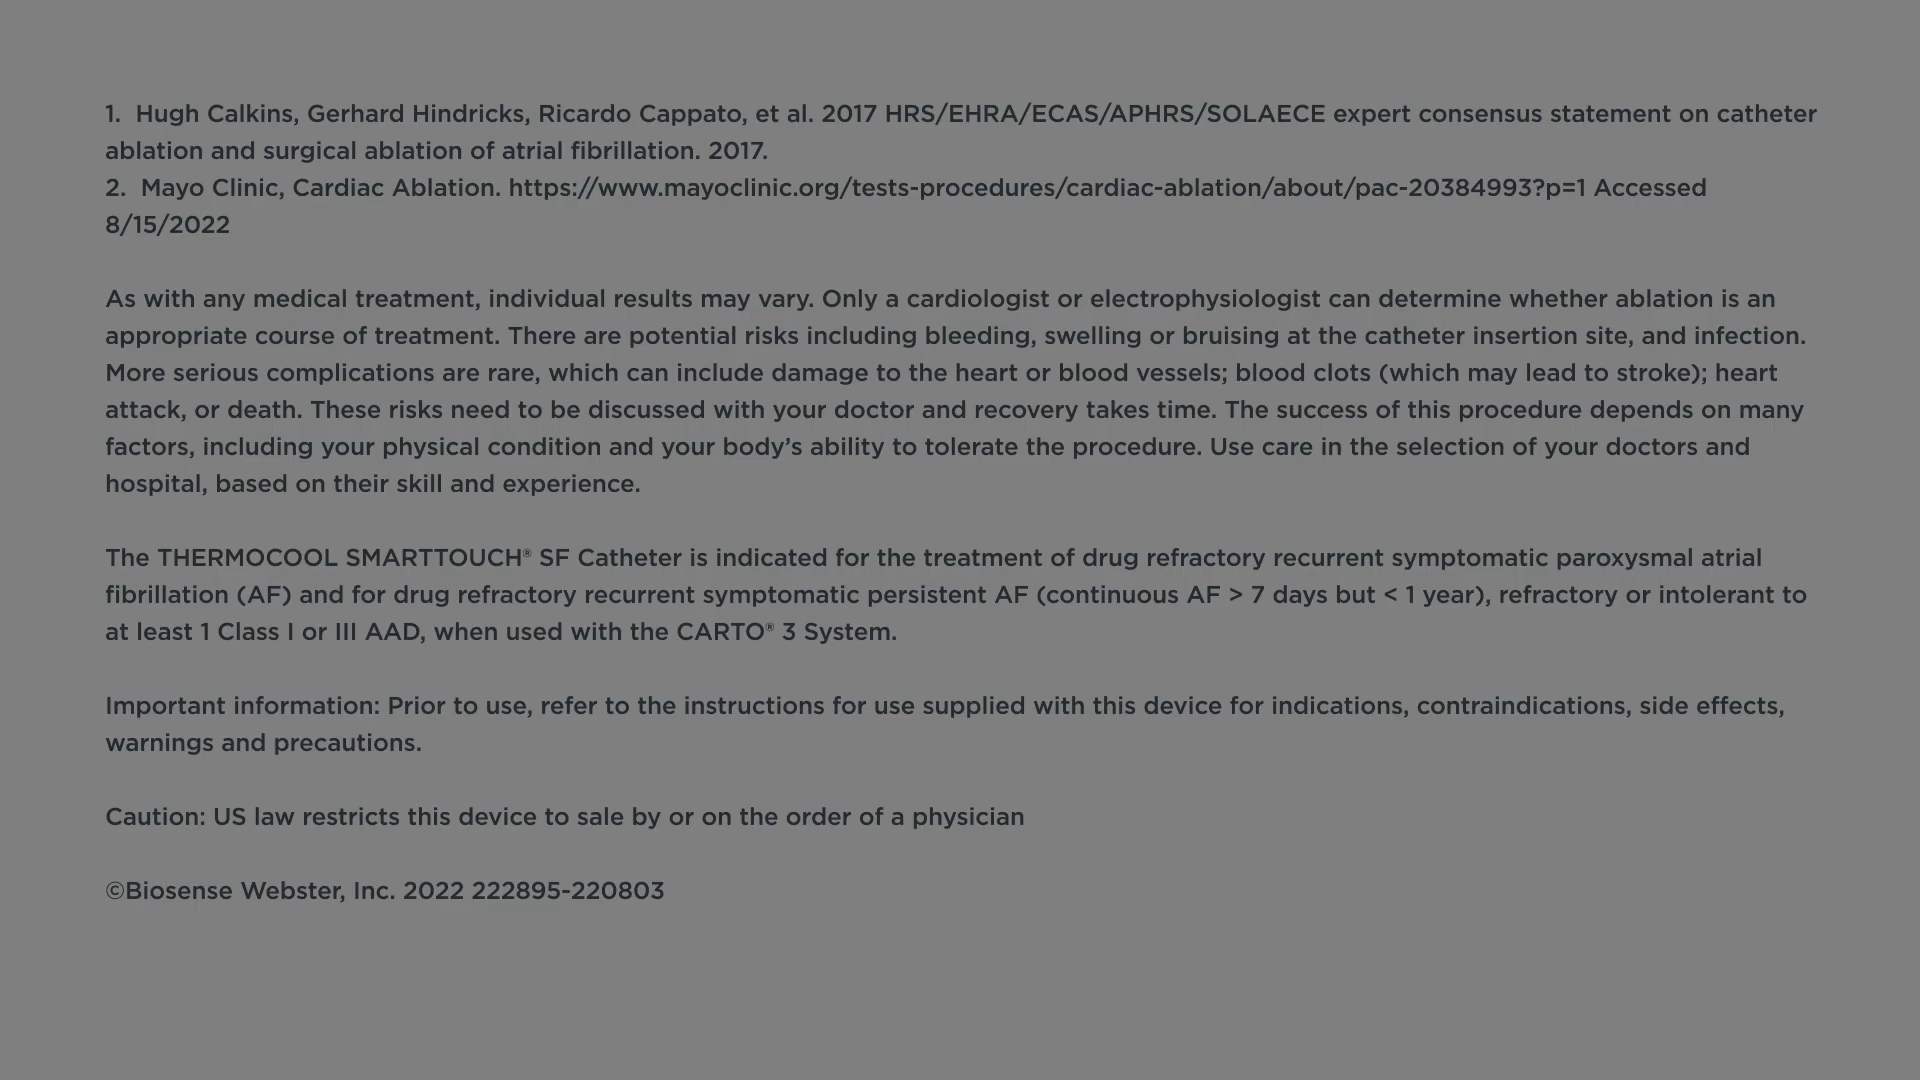 1. Hugh Calkins, Gerhard Hindricks, Ricardo Cappato, et al. 2017 HRS/EHRA/ECAS/APHRS/SOLAECE expert consensus statement on catheter
ablation and surgical ablation of atrial fibrillation. 2017.
2. Mayo Clinic, Cardiac Ablation. https://www.mayoclinic.org/tests-procedures/cardiac-ablation/about/pac-20384993?p=1 Accessed
8/15/2022
As with any medical treatment, individual results may vary. Only a cardiologist or electrophysiologist can determine whether ablation is an
appropriate course of treatment. There are potential risks including bleeding, swelling or bruising at the catheter insertion site, and infection.
More serious complications are rare, which can include damage to the heart or blood vessels; blood clots (which may lead to stroke); heart
attack, or death. These risks need to be discussed with your doctor and recovery takes time. The success of this procedure depends on many
factors, including your physical condition and your body’s ability to tolerate the procedure. Use care in the selection of your doctors and
hospital, based on their skill and experience.
The THERMOCOOL SMARTTOUCH® SF Catheter is indicated for the treatment of drug refractory recurrent symptomatic paroxysmal atrial
fibrillation (AF) and for drug refractory recurrent symptomatic persistent AF (continuous AF > 7 days but < 1 year), refractory or intolerant to
at least 1 Class I or III AAD, when used with the CARTO® 3 System.
Important information: Prior to use, refer to the instructions for use supplied with this device for indications, contraindications, side effects,
warnings and precautions.
Caution: US law restricts this device to sale by or on the order of a physician
©Biosense Webster, Inc. 2022 222895-220803